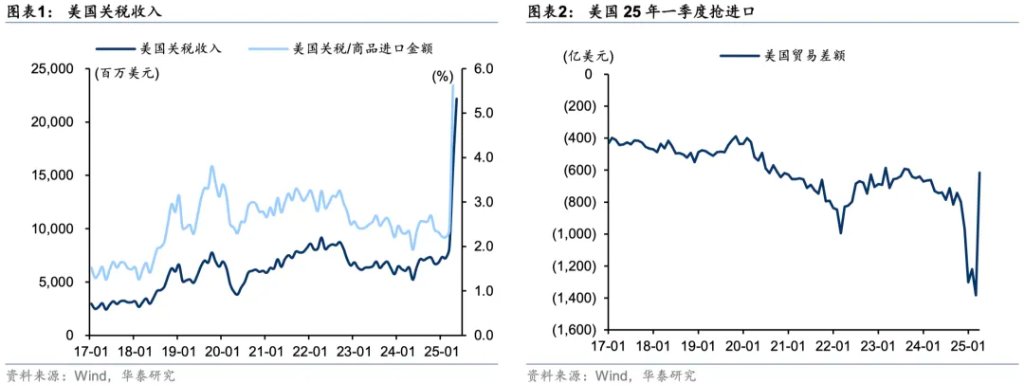 图表1： 美国关税收入
美国关税收入
美国关税/商品进口金额
(百万美元)
(%)
25,000
20,000
15,000
10,000
5,000
0
6.0
5.0
4.0
3.0
2.0
1.0
0.0
17-01 18-01 19-01 20-01 21-01 22-01 23-01 24-01 25-01
资料来源：Wind，华泰研究
图表2： 美国 25 年一季度抢进口
(亿美元)
美国贸易差额
0
(200)
(400)
(600)
(800)
(1,000)
(1,200)
(1,400)
(1,600)
17-01 18-01 19-01 20-01 21-01 22-01 23-01 24-01 25-01
资料来源：Wind，华泰研究